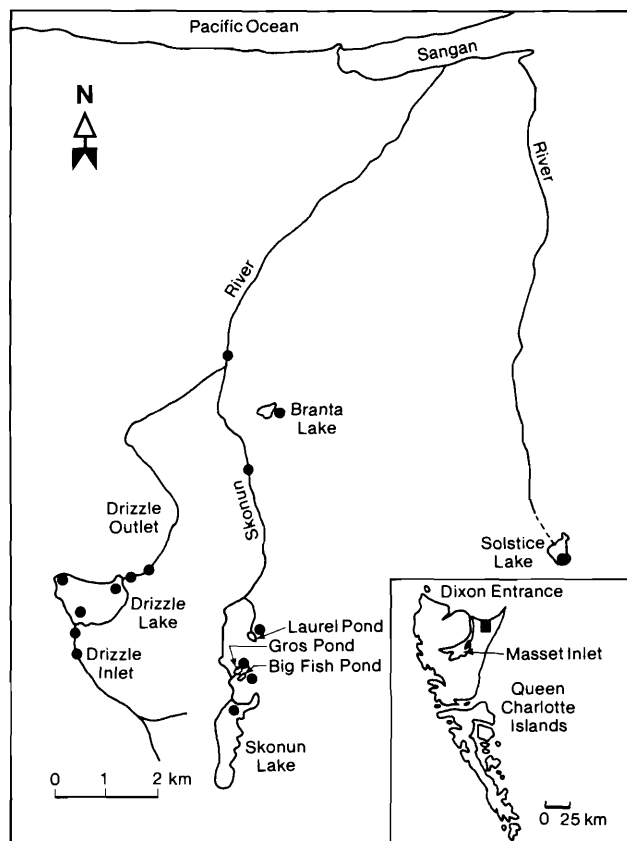 Pacific Ocean
Sangan
N
River
River
Branta
Lake
Skonun
Drizzle
Outlet
Solstice
Lake
Drizzle
Lake
Laurel Pond
Gros Pond
Big Fish Pond
Drizzle
Inlet
Skonun
Lake
0 1 2 km
Dixon Entrance
Masset Inlet
Queen
Charlotte
Islands
0 25 km